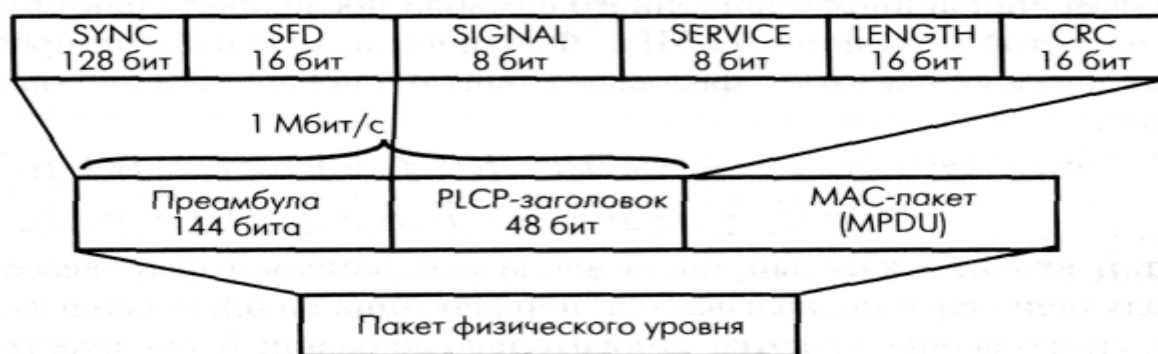 SYNC SFD SIGNAL SERVICE LENGTH CRC
128 бит 16 бит 8 бит 8 бит 16 бит 16 бит
1 Мбит/с
Преамбула PLCP-заголовок MAC-пакет
144 бита 48 бит (MPDU)
Пакет физического уровня